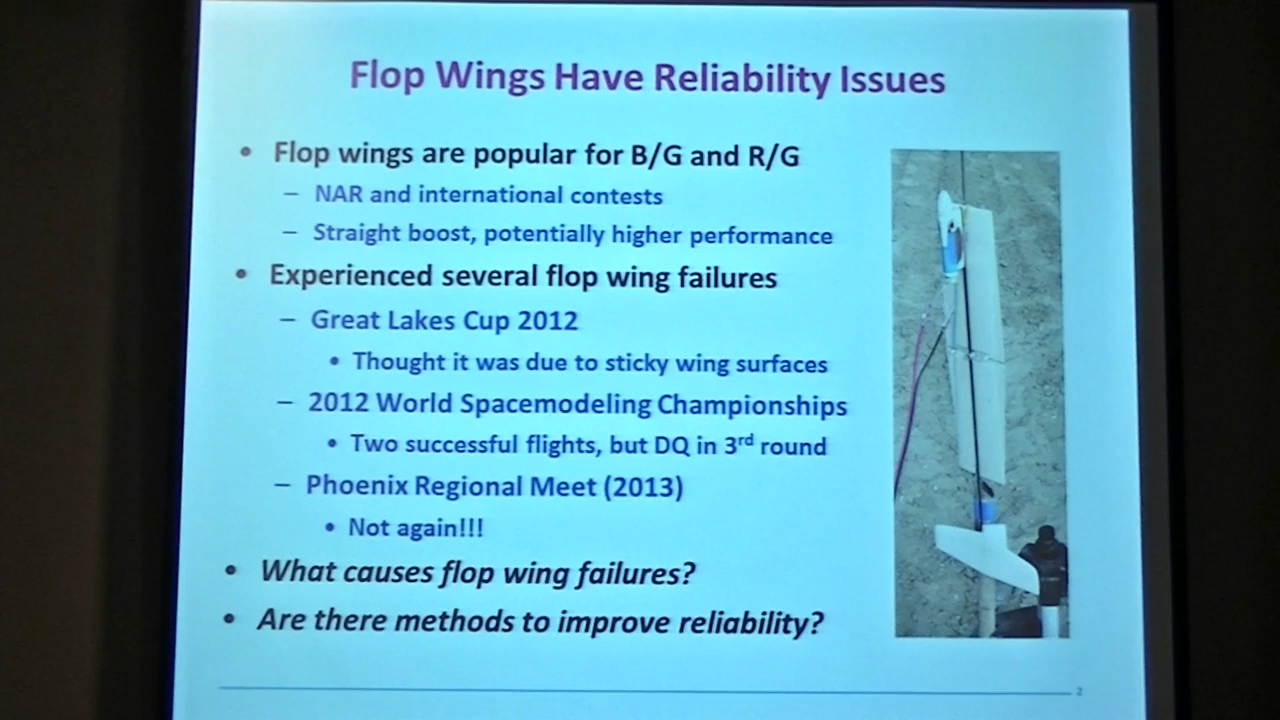 Flop Wings Have Reliability Issues
• Flop wings are popular for B/G and R/G
– NAR and international contests
– Straight boost, potentially higher performance
• Experienced several flop wing failures
– Great Lakes Cup 2012
• Thought it was due to sticky wing surfaces
– 2012 World Spacemodeling Championships
• Two successful flights, but DQ in 3rd round
– Phoenix Regional Meet (2013)
• Not again!!!
• What causes flop wing failures?
• Are there methods to improve reliability?
2